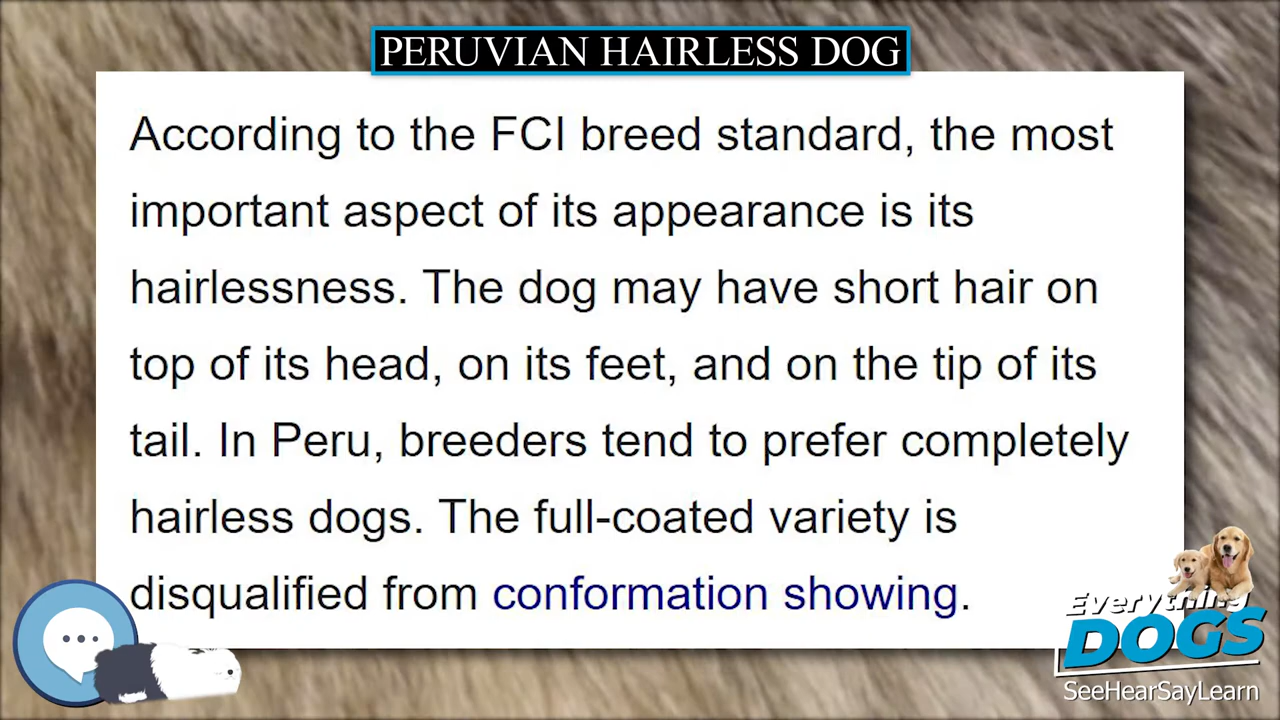 PERUVIAN HAIRLESS DOG
According to the FCI breed standard, the most
important aspect of its appearance is its
hairlessness. The dog may have short hair on
top of its head, on its feet, and on the tip of its
tail. In Peru, breeders tend to prefer completely
hairless dogs. The full-coated variety is
disqualified from conformation showing.
Everything
DOGS
SeeHearSayLearn